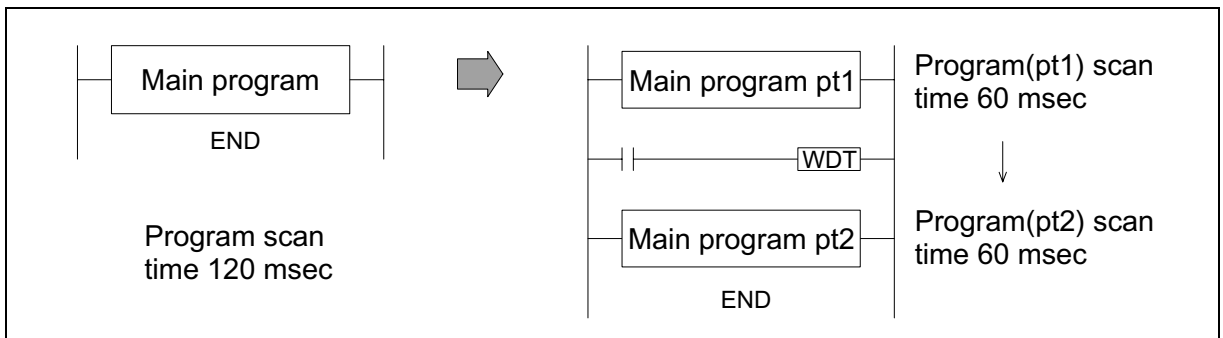 Main program
END
Program scan
time 120 msec
Main program pt1
Program(pt1) scan
time 60 msec
WDT
Main program pt2
Program(pt2) scan
time 60 msec
END